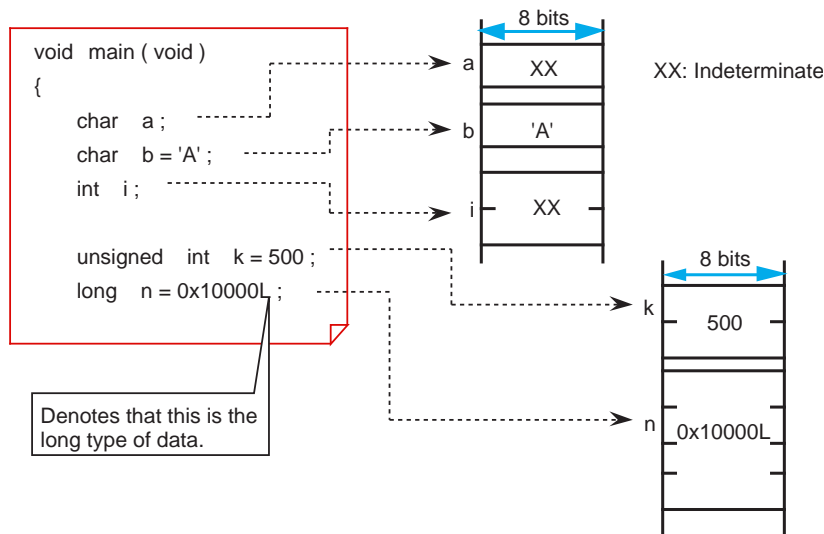 void main ( void )
{
char a ;
char b = 'A' ;
int i ;
unsigned int k = 500 ;
long n = 0x10000L ;
Denotes that this is the
long type of data.
8 bits
a
XX
b
'A'
i
XX
XX: Indeterminate
8 bits
k
500
n
0x10000L